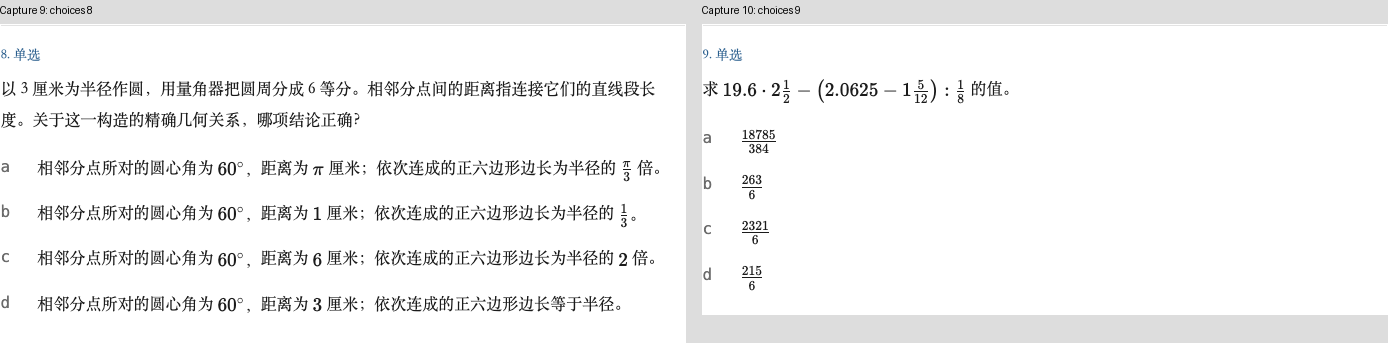 Capture 9: choices 8
8. 单选
以 3 厘米为半径作圆，用量角器把圆周分成 6 等分。相邻分点间的距离指连接它们的直线段长
度。关于这一构造的精确几何关系，哪项结论正确?
a 相邻分点所对的圆心角为 60°，距离为 π 厘米；依次连成的正六边形边长为半径的 π/3 倍。
b 相邻分点所对的圆心角为 60°，距离为 1 厘米；依次连成的正六边形边长为半径的 1/3。
c 相邻分点所对的圆心角为 60°，距离为 6 厘米；依次连成的正六边形边长为半径的 2 倍。
d 相邻分点所对的圆心角为 60°，距离为 3 厘米；依次连成的正六边形边长等于半径。
Capture 10: choices 9
9. 单选
求 19.6 · 2 1/2 − (2.0625 − 1 5/12) : 1/8 的值。
a 18785/384
b 263/6
c 2321/6
d 215/6